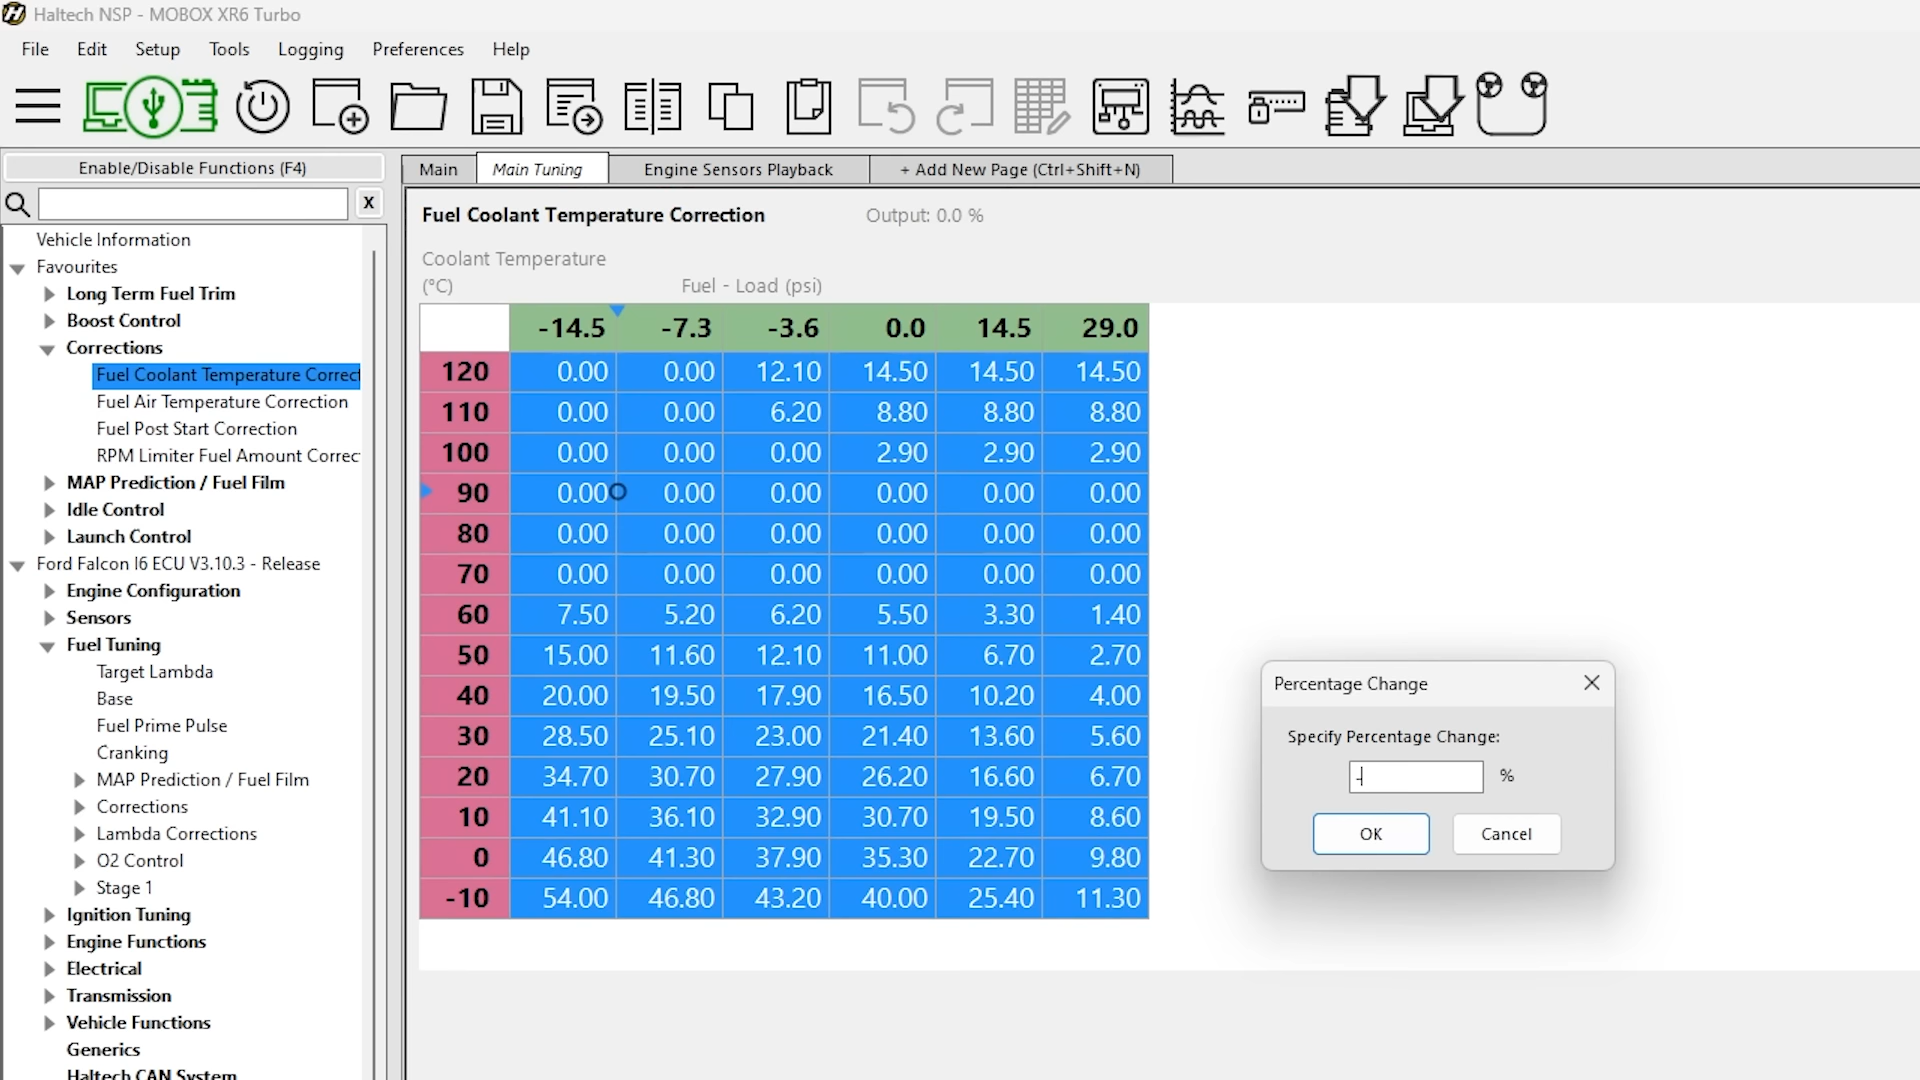 Haltech NSP - MOBOX XR6 Turbo
File Edit Setup Tools Logging Preferences Help
Enable/Disable Functions (F4)
Main Main Tuning Engine Sensors Playback + Add New Page (Ctrl+Shift+N)
X
Vehicle Information
Favourites
Long Term Fuel Trim
Boost Control
Corrections
Fuel Coolant Temperature Correct
Fuel Air Temperature Correction
Fuel Post Start Correction
RPM Limiter Fuel Amount Correc
MAP Prediction / Fuel Film
Idle Control
Launch Control
Ford Falcon I6 ECU V3.10.3 - Release
Engine Configuration
Sensors
Fuel Tuning
Target Lambda
Base
Fuel Prime Pulse
Cranking
MAP Prediction / Fuel Film
Corrections
Lambda Corrections
O2 Control
Stage 1
Ignition Tuning
Engine Functions
Electrical
Transmission
Vehicle Functions
Generics
Haltech CAN System
Fuel Coolant Temperature Correction Output: 0.0 %
Coolant Temperature
(°C) Fuel - Load (psi)
-14.5 -7.3 -3.6 0.0 14.5 29.0
120 0.00 0.00 12.10 14.50 14.50 14.50
110 0.00 0.00 6.20 8.80 8.80 8.80
100 0.00 0.00 0.00 2.90 2.90 2.90
90 0.00 0.00 0.00 0.00 0.00 0.00
80 0.00 0.00 0.00 0.00 0.00 0.00
70 0.00 0.00 0.00 0.00 0.00 0.00
60 7.50 5.20 6.20 5.50 3.30 1.40
50 15.00 11.60 12.10 11.00 6.70 2.70
40 20.00 19.50 17.90 16.50 10.20 4.00
30 28.50 25.10 23.00 21.40 13.60 5.60
20 34.70 30.70 27.90 26.20 16.60 6.70
10 41.10 36.10 32.90 30.70 19.50 8.60
0 46.80 41.30 37.90 35.30 22.70 9.80
-10 54.00 46.80 43.20 40.00 25.40 11.30
Percentage Change
Specify Percentage Change:
- %
OK Cancel